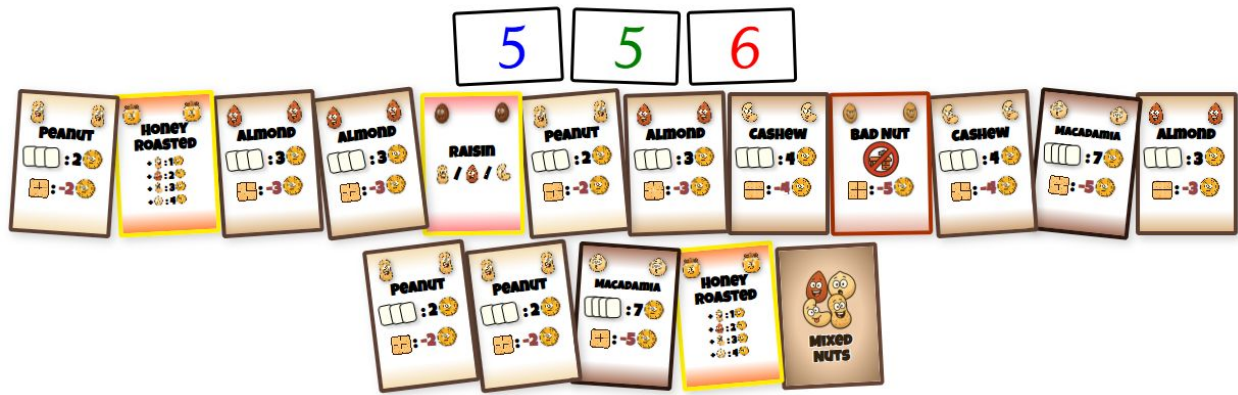 5
5
6
PEANUT
:2
:-2
HONEY
ROASTED
+ :1
+ :2
+ :3
+ :4
ALMOND
:3
:-3
ALMOND
:3
:-3
RAISIN
/ /
PEANUT
:2
:-2
ALMOND
:3
:-3
CASHEW
:4
:-4
BAD NUT
:-5
CASHEW
:4
:-4
MACADAMIA
:7
:-5
ALMOND
:3
:-3
PEANUT
:2
:-2
PEANUT
:2
:-2
MACADAMIA
:7
:-5
HONEY
ROASTED
+ :1
+ :2
+ :3
+ :4
MIXED
NUTS